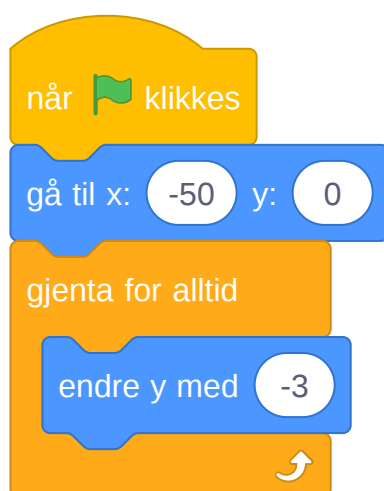 når klikkes
gå til x: -50 y: 0
gjenta for alltid
endre y med -3